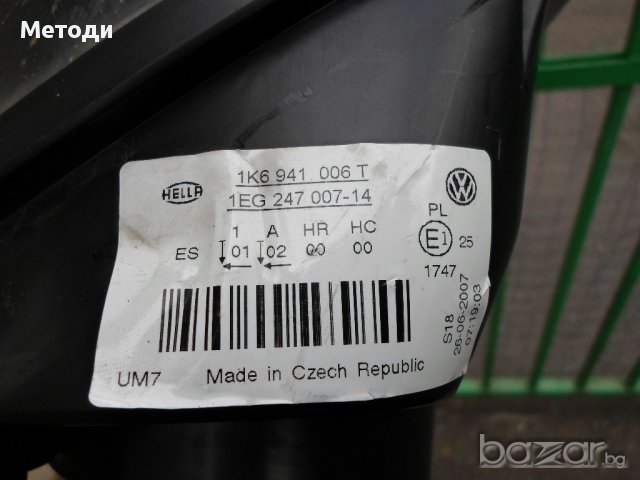 Методи
HELLA
1K6 941 006 T
1EG 247 007-14
1 A HR HC
ES 01 02 00 00
PL
E1 25
1747
S18
26-06-2007
07:19:03
UM7 Made in Czech Republic
bazar.bg